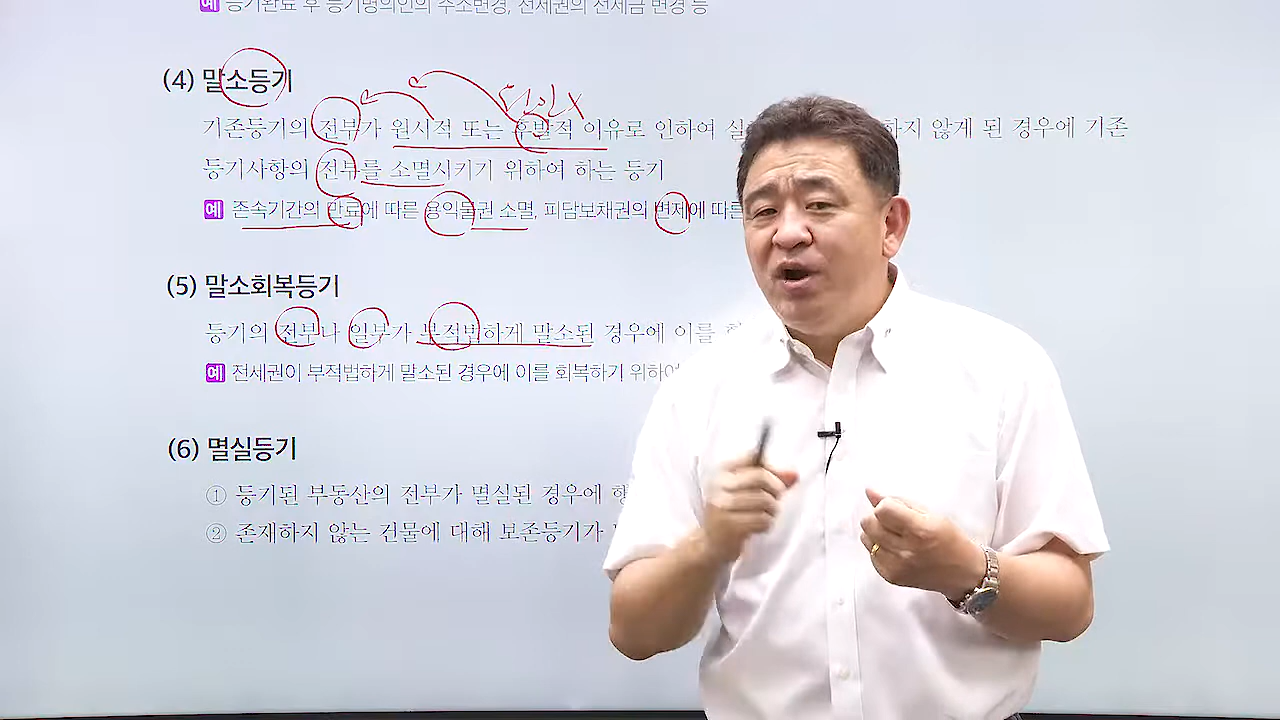 예 등기완료 후 등기명의인의 주소변경, 전세권의 전세금 변경 등
(4) 말소등기
기존등기의 전부가 원시적 또는 후발적 이유로 인하여 하지 않게 된 경우에 기존
등기사항의 전부를 소멸시키기 위하여 하는 등기
예 존속기간의 만료에 따른 용익물권 소멸, 피담보채권의 변제에 따른
(5) 말소회복등기
등기의 전부나 일부가 부적법하게 말소된 경우에 이를
예 전세권이 부적법하게 말소된 경우에 이를 회복하기 위하여
(6) 멸실등기
① 등기된 부동산의 전부가 멸실된 경우에
② 존재하지 않는 건물에 대해 보존등기가